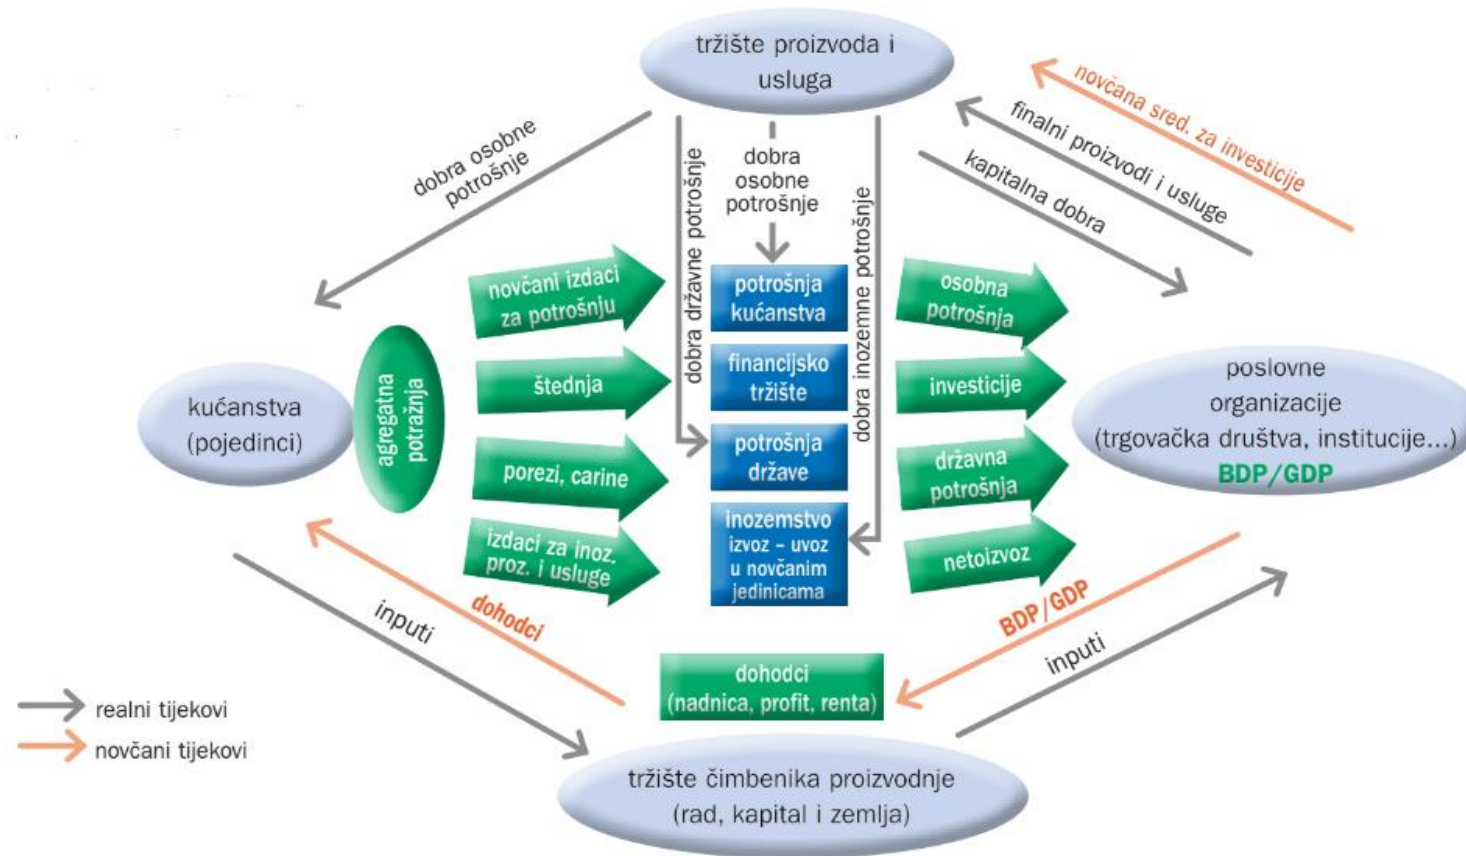 tržište proizvoda i
usluga
novčana sred. za investicije
finalni proizvodi i usluge
kapitalna dobra
dobra osobne
potrošnje
dobra državne potrošnje
dobra
osobne
potrošnje
dobra inozemne potrošnje
novčani izdaci
za potrošnju
potrošnja
kućanstva
osobna
potrošnja
kućanstva
(pojedinci)
agregatna
potražnja
štednja
financijsko
tržište
investicije
poslovne
organizacije
(trgovačka društva, institucije...)
BDP/GDP
porezi, carine
potrošnja
države
državna
potrošnja
izdaci za inoz.
proz. i usluge
inozemstvo
izvoz – uvoz
u novčanim
jedinicama
netoizvoz
inputi
dohodci
BDP/GDP
inputi
dohodci
(nadnica, profit, renta)
realni tijekovi
novčani tijekovi
tržište čimbenika proizvodnje
(rad, kapital i zemlja)